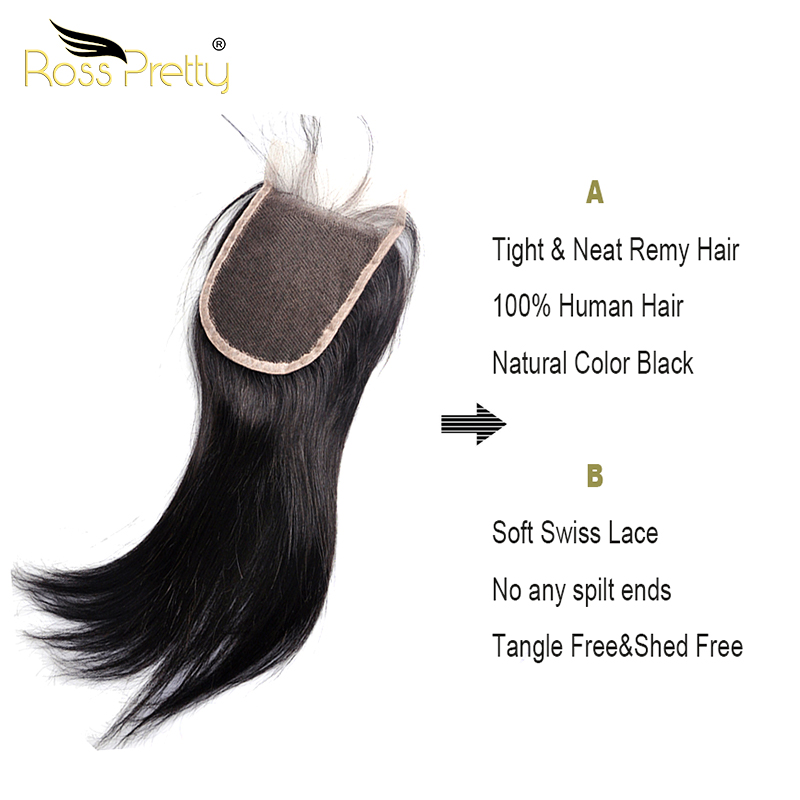 Ross Pretty ®
A
Tight & Neat Remy Hair
100% Human Hair
Natural Color Black
B
Soft Swiss Lace
No any spilt ends
Tangle Free&Shed Free